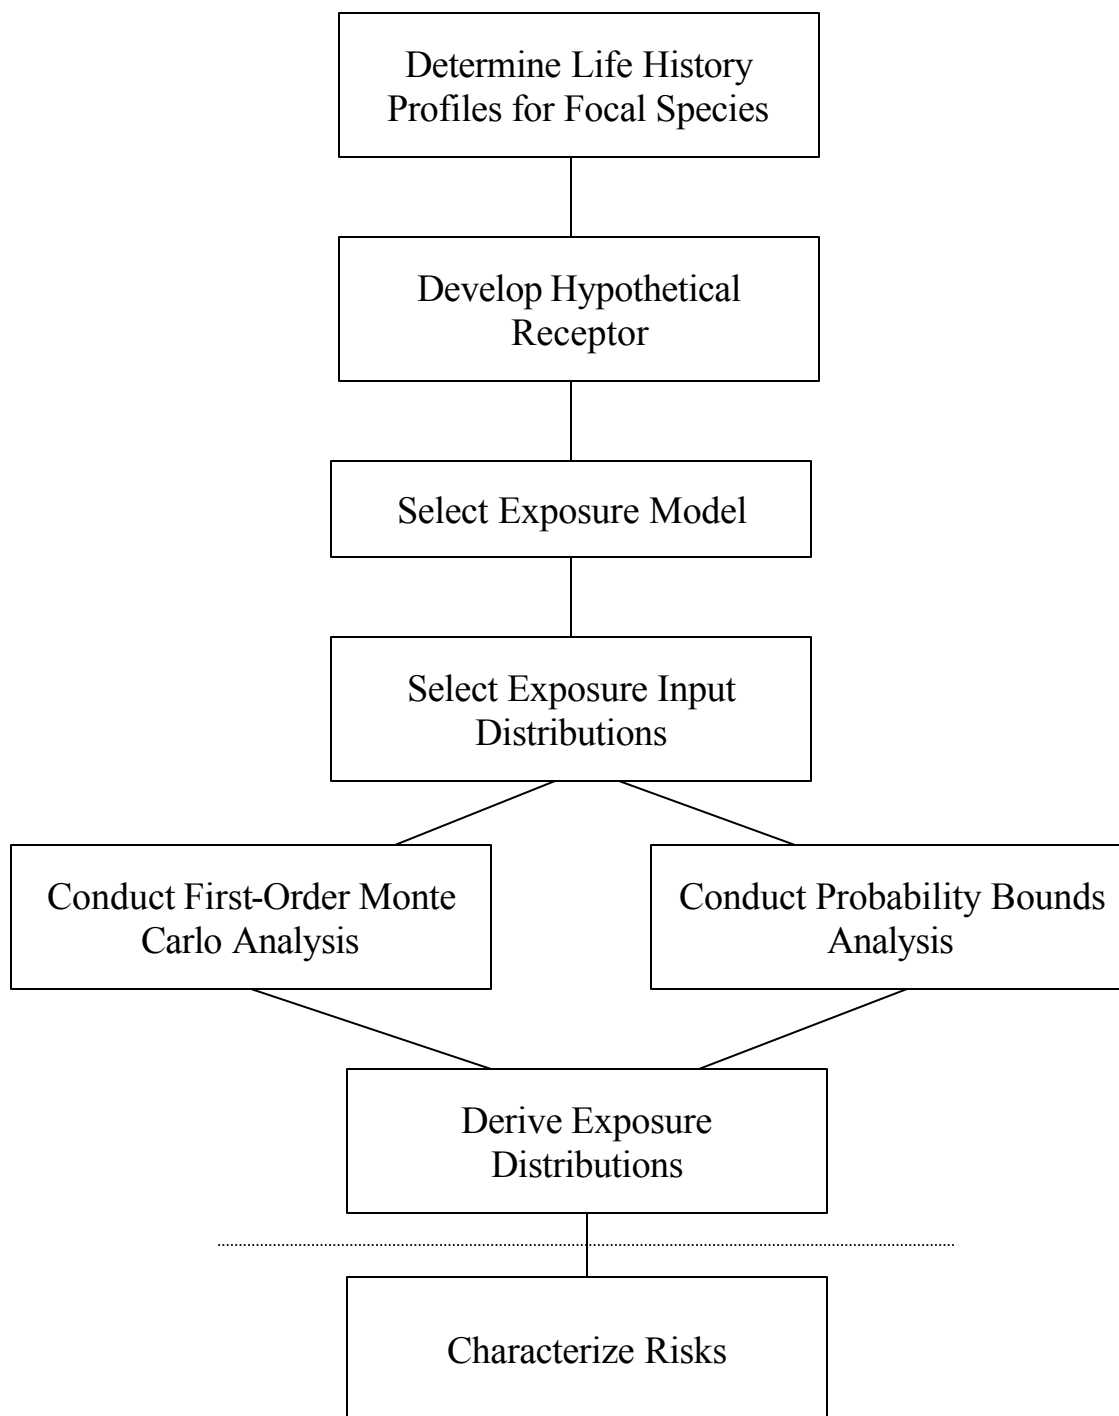 Determine Life History
Profiles for Focal Species
Develop Hypothetical
Receptor
Select Exposure Model
Select Exposure Input
Distributions
Conduct First-Order Monte
Carlo Analysis
Conduct Probability Bounds
Analysis
Derive Exposure
Distributions
Characterize Risks